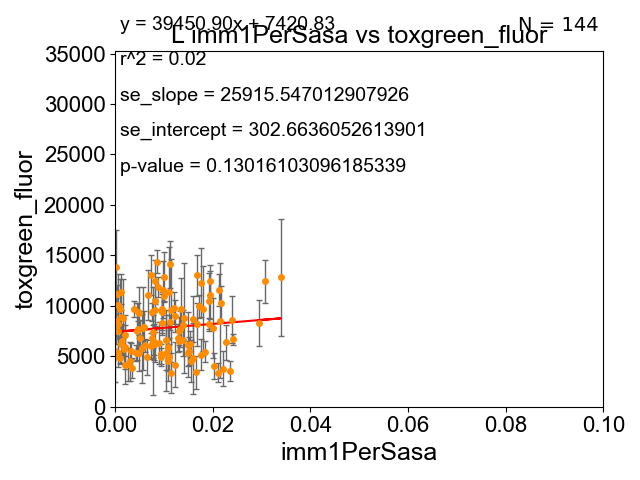 y = 39450.90x + 7420.83
N = 144
L imm1PerSasa vs toxgreen_fluor
r^2 = 0.02
se_slope = 25915.547012907926
se_intercept = 302.6636052613901
p-value = 0.13016103096185339
toxgreen_fluor
35000
30000
25000
20000
15000
10000
5000
0
0.00
0.02
0.04
0.06
0.08
0.10
imm1PerSasa